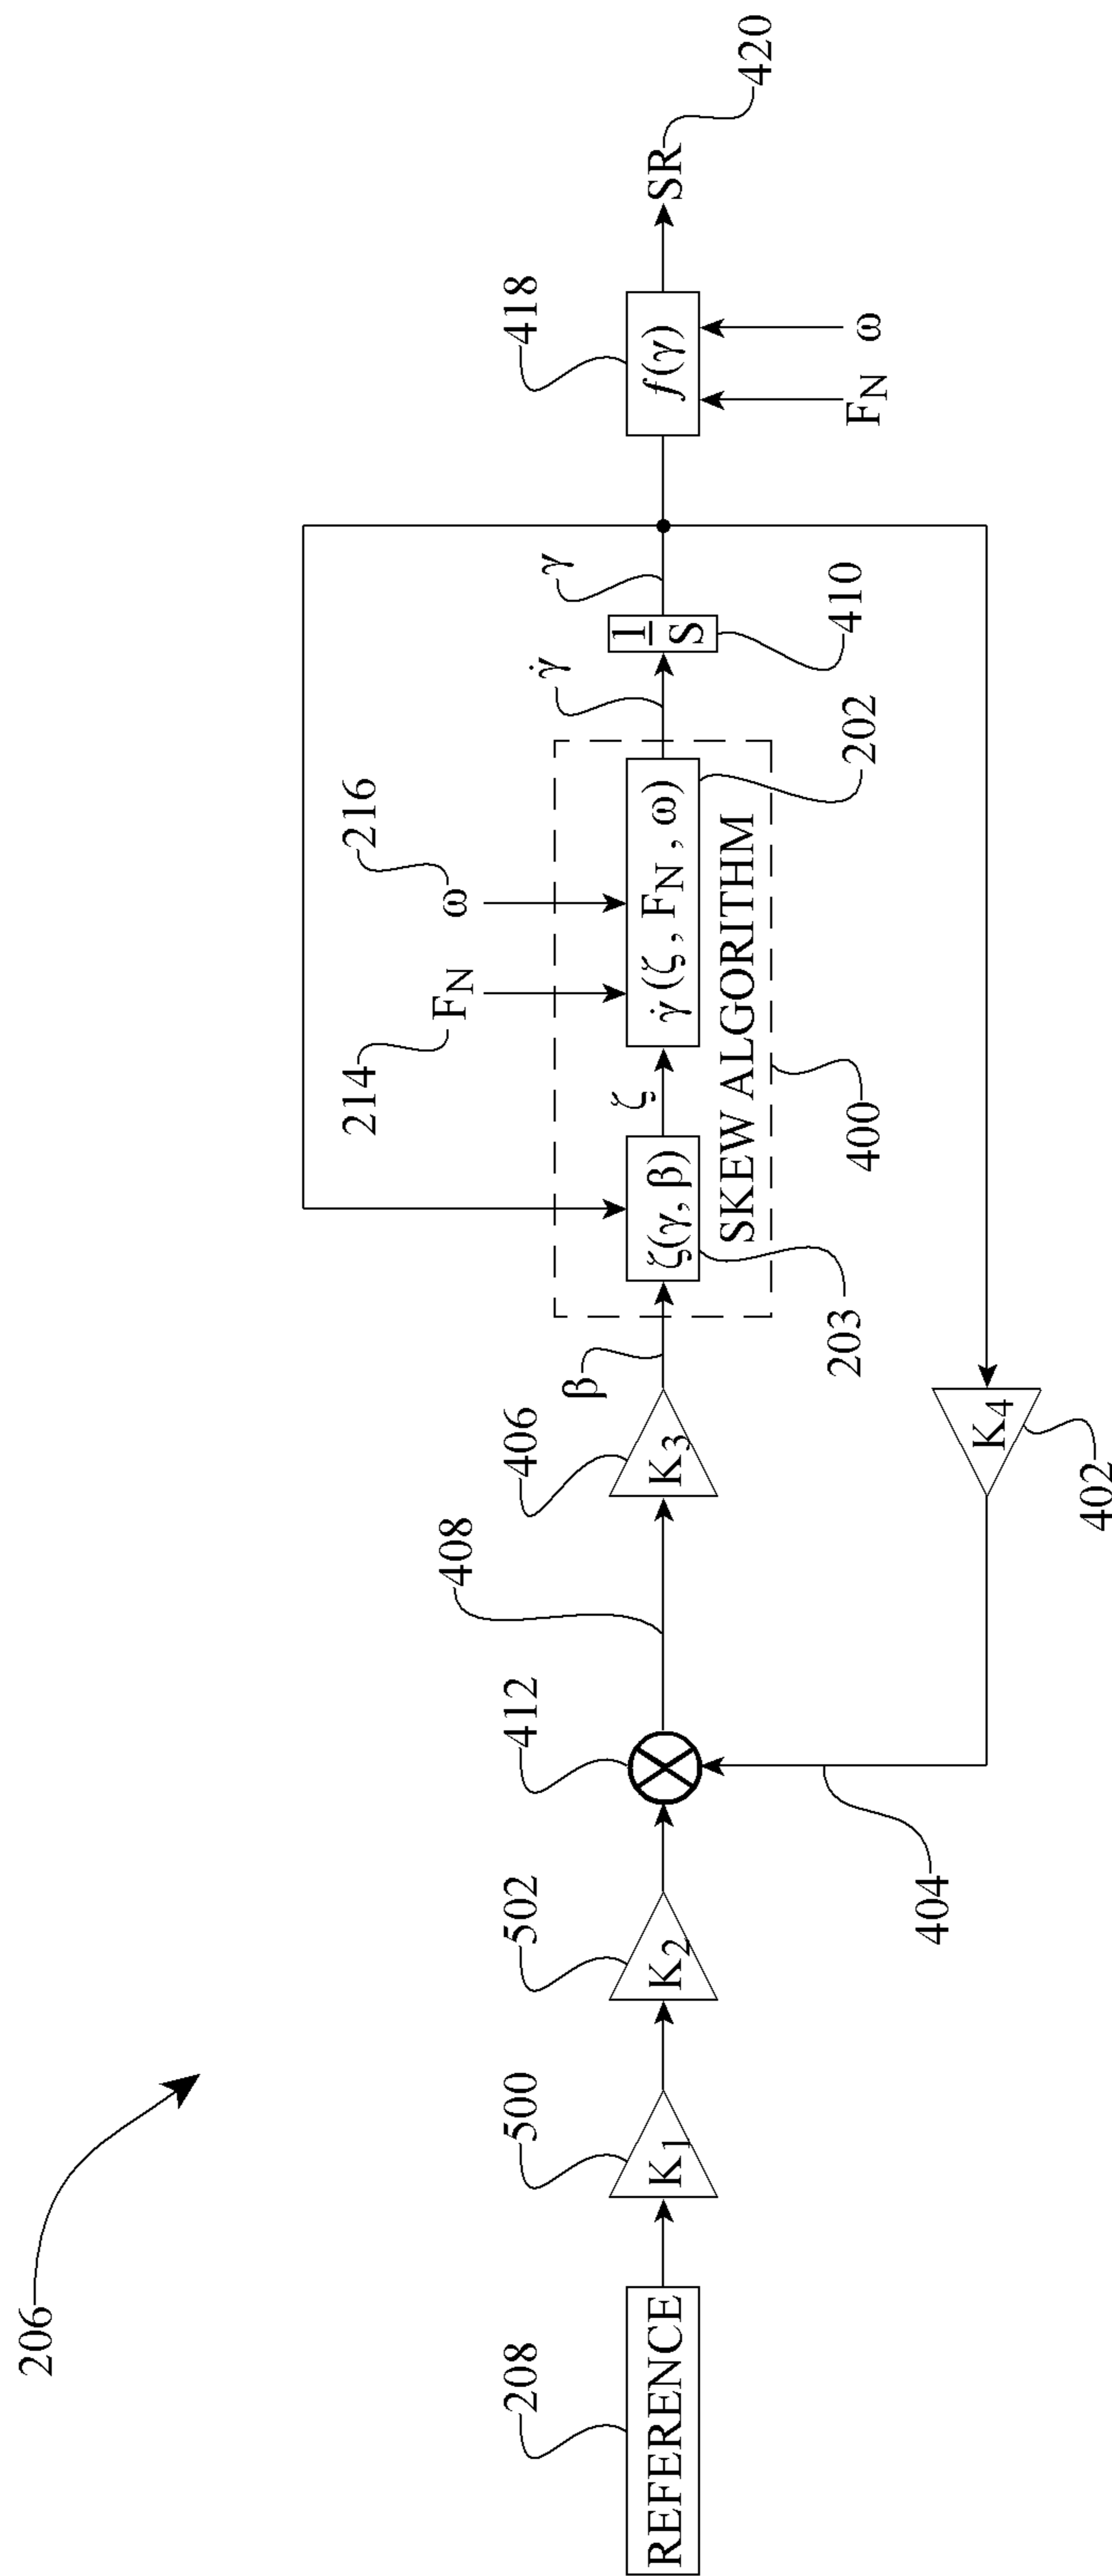 206
208
REFERENCE
500
K1
502
K2
412
404
408
406
K3
β
214
FN
216
ω
ζ(γ, β)
203
ζ
γ̇ (ζ, FN, ω)
202
SKEW ALGORITHM
400
γ̇
1
S
410
γ
K4
402
418
f(γ)
FN
ω
SR
420